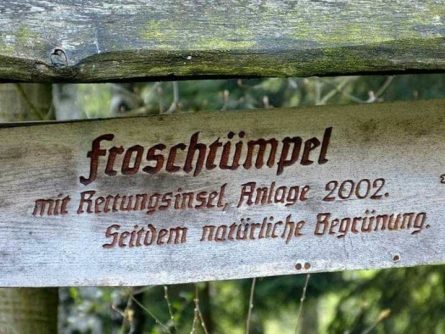 Froschtümpel
mit Rettungsinsel, Anlage 2002.
Seitdem natürliche Begrünung.